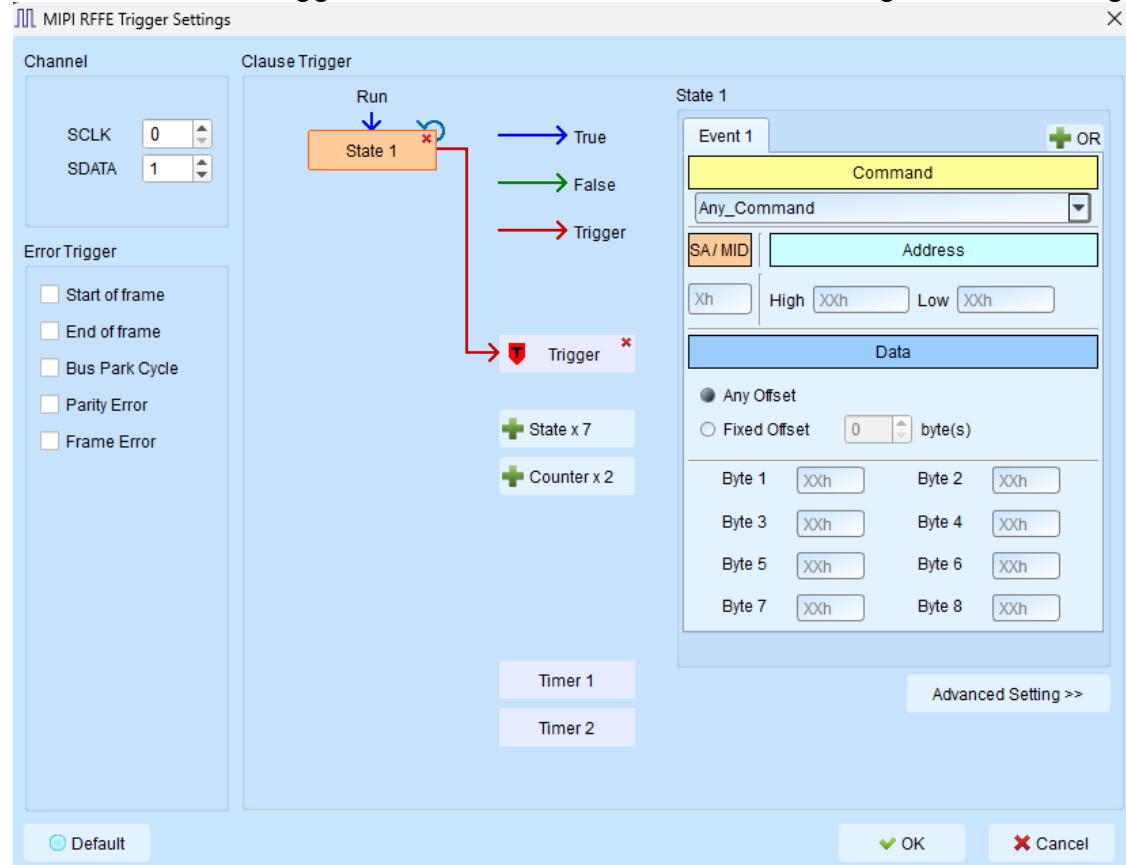 MIPI RFFE Trigger Settings
Channel
SCLK 0
SDATA 1
Error Trigger
Start of frame
End of frame
Bus Park Cycle
Parity Error
Frame Error
Clause Trigger
Run
State 1
True
False
Trigger
T Trigger
State x 7
Counter x 2
Timer 1
Timer 2
State 1
Event 1
OR
Command
Any_Command
SA / MID Address
Xh High XXh Low XXh
Data
Any Offset
Fixed Offset 0 byte(s)
Byte 1 XXh Byte 2 XXh
Byte 3 XXh Byte 4 XXh
Byte 5 XXh Byte 6 XXh
Byte 7 XXh Byte 8 XXh
Advanced Setting >>
Default
OK
Cancel